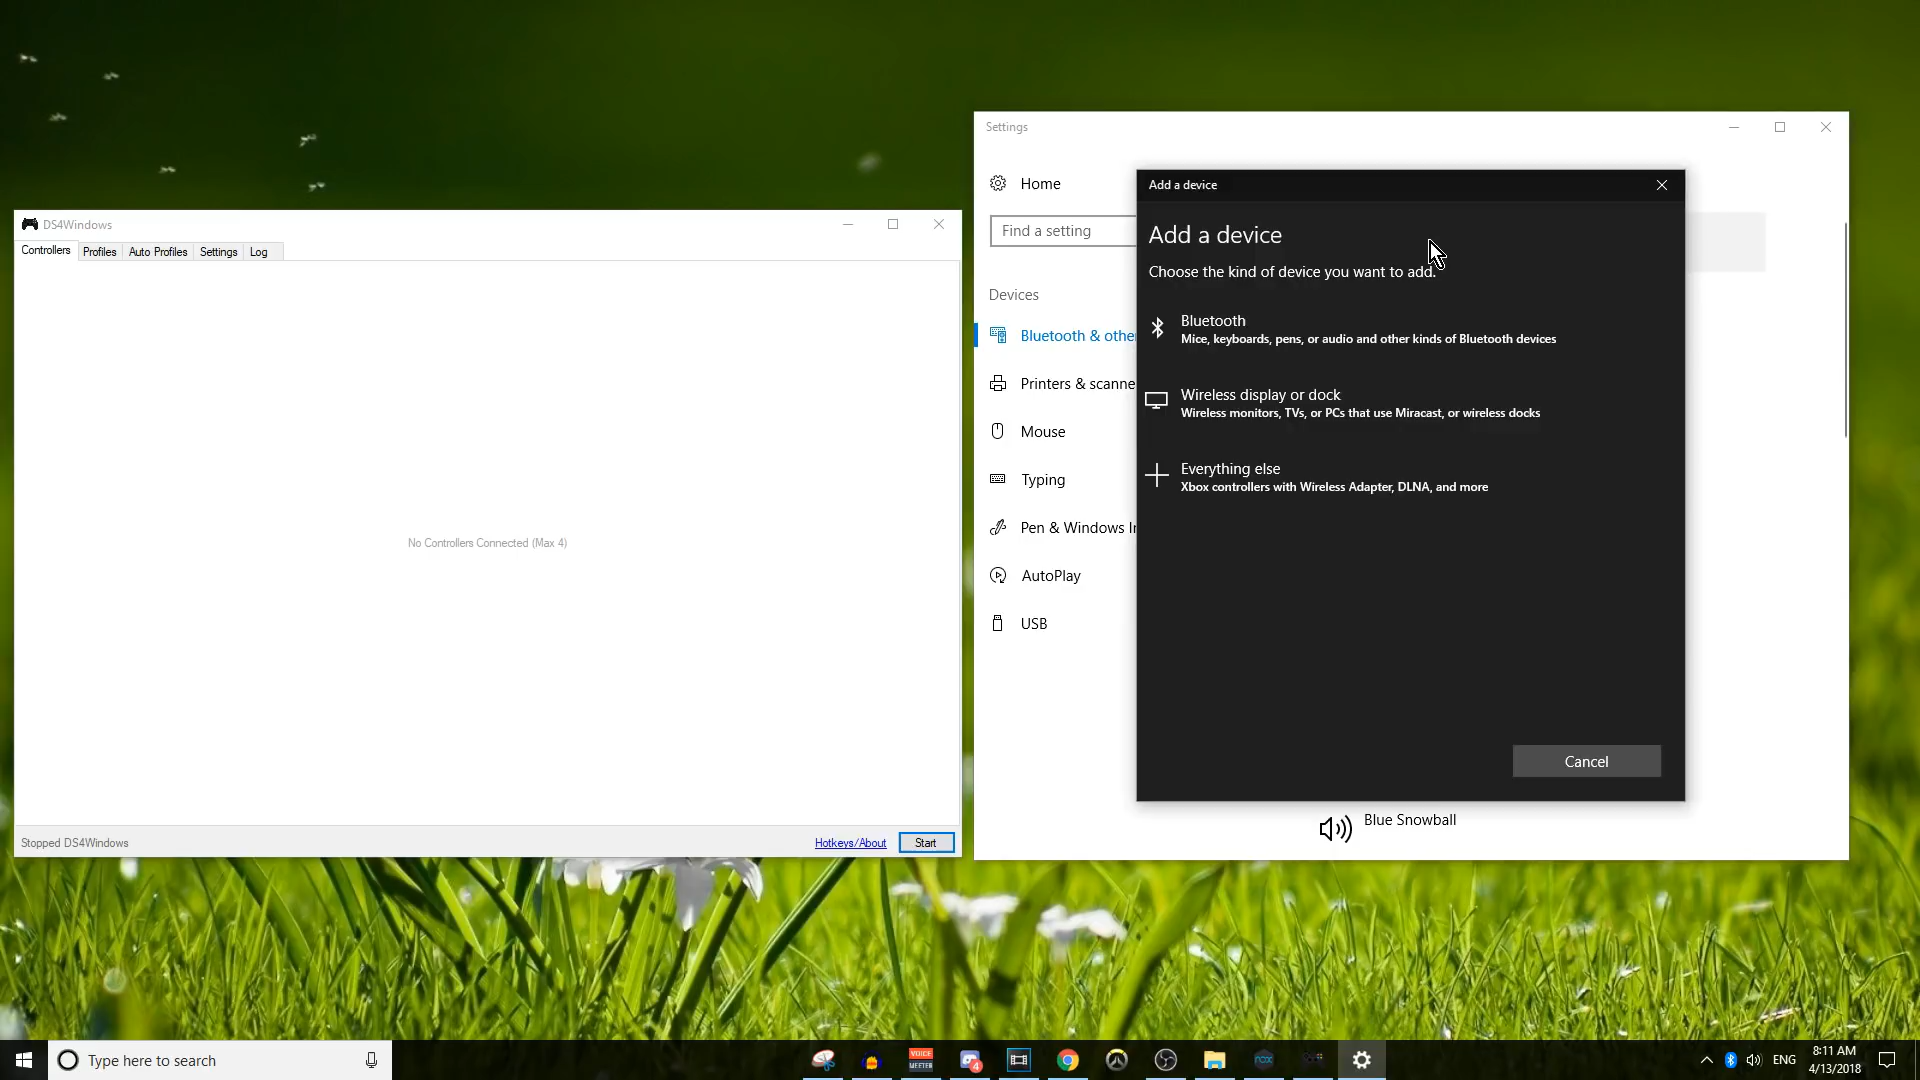 DS4Windows
Controllers
Profiles
Auto Profiles
Settings
Log
No Controllers Connected (Max 4)
Stopped DS4Windows
Hotkeys/About
Start
Settings
Home
Find a setting
Devices
Bluetooth & othe
Printers & scanne
Mouse
Typing
Pen & Windows In
AutoPlay
USB
Add a device
Add a device
Choose the kind of device you want to add.
Bluetooth
Mice, keyboards, pens, or audio and other kinds of Bluetooth devices
Wireless display or dock
Wireless monitors, TVs, or PCs that use Miracast, or wireless docks
Everything else
Xbox controllers with Wireless Adapter, DLNA, and more
Cancel
Blue Snowball
Type here to search
VOICE
MEETER
4
nox
ENG
8:11 AM
4/13/2018